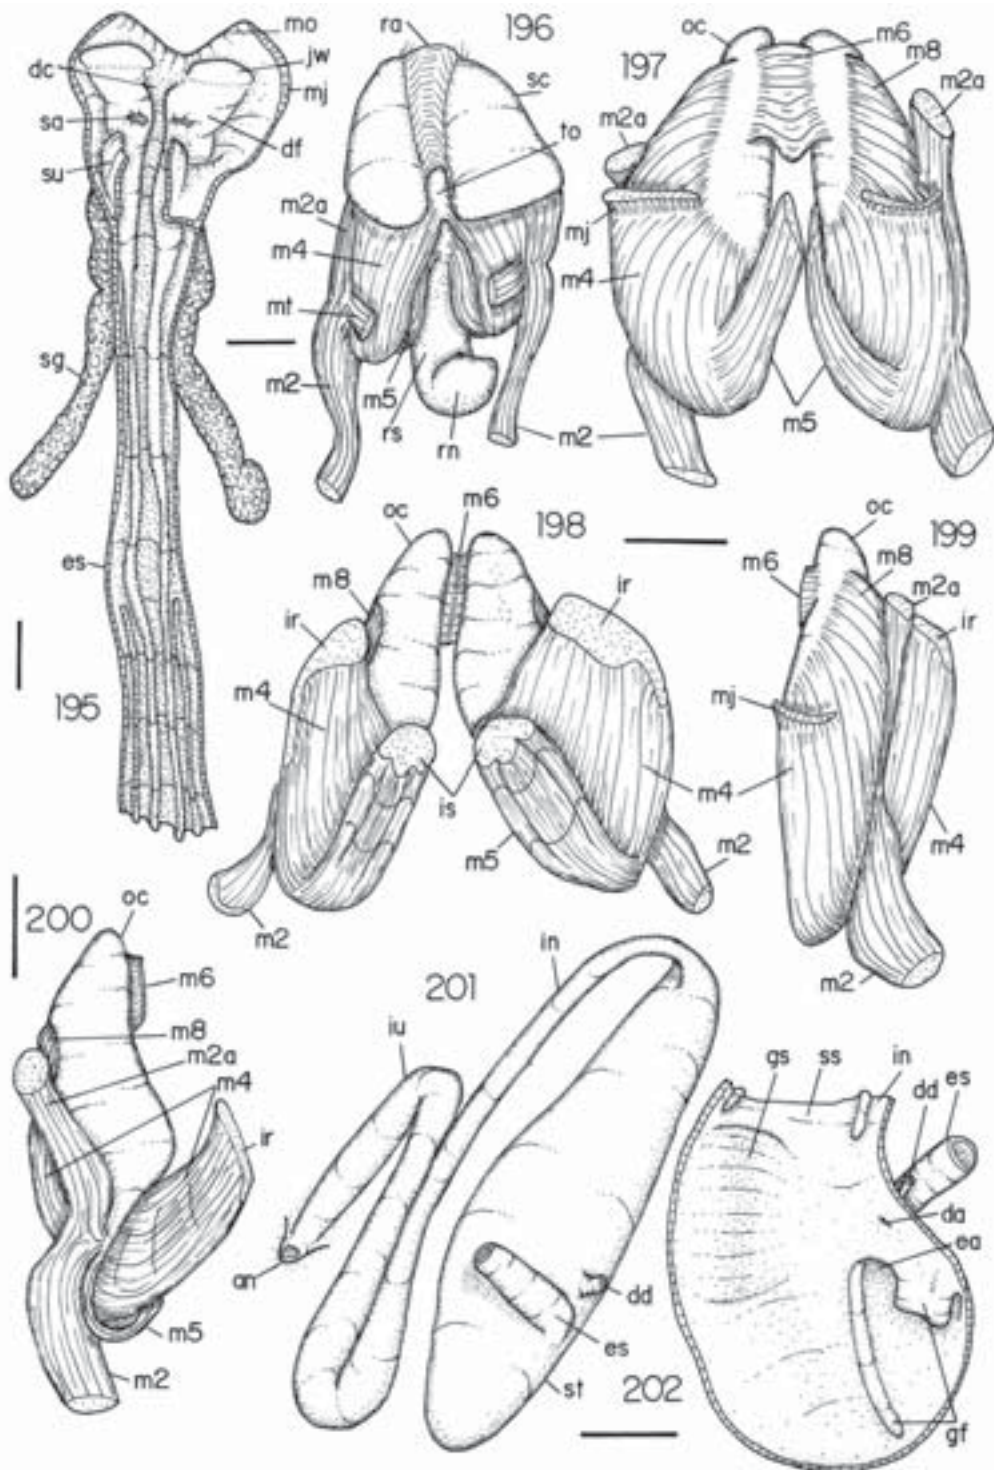 mo
jw
mj
dc
sa
su
df
sg
es
195
ra
196
sc
to
m2a
m4
mt
m2
m5
rs
rn
m2
oc
197
m6
m8
m2a
m2a
mj
m4
m5
oc
m6
198
m8
ir
ir
m4
m4
is
m5
m2
m2
oc
199
m6
m8
m2a
ir
mj
m4
m2
200
oc
m6
m8
m2a
m4
ir
m5
m2
201
in
iu
an
dd
es
st
202
gs
ss
in
dd
es
da
ea
gf